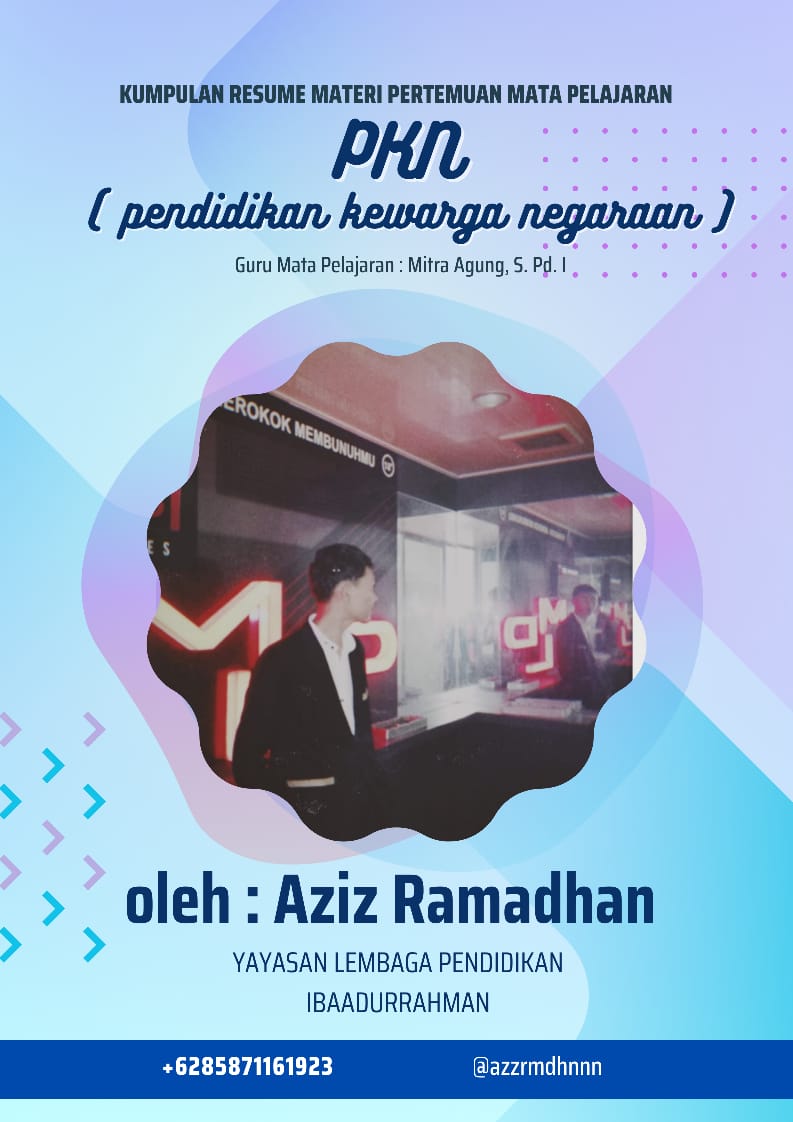 KUMPULAN RESUME MATERI PERTEMUAN MATA PELAJARAN
PKN
( pendidikan kewarga negaraan )
Guru Mata Pelajaran : Mitra Agung, S. Pd. I
EROKOK MEMBUNUHMU 18+
E S
M
P
oleh : Aziz Ramadhan
YAYASAN LEMBAGA PENDIDIKAN
IBAADURRAHMAN
+6285871161923
@azzrmdhnnn